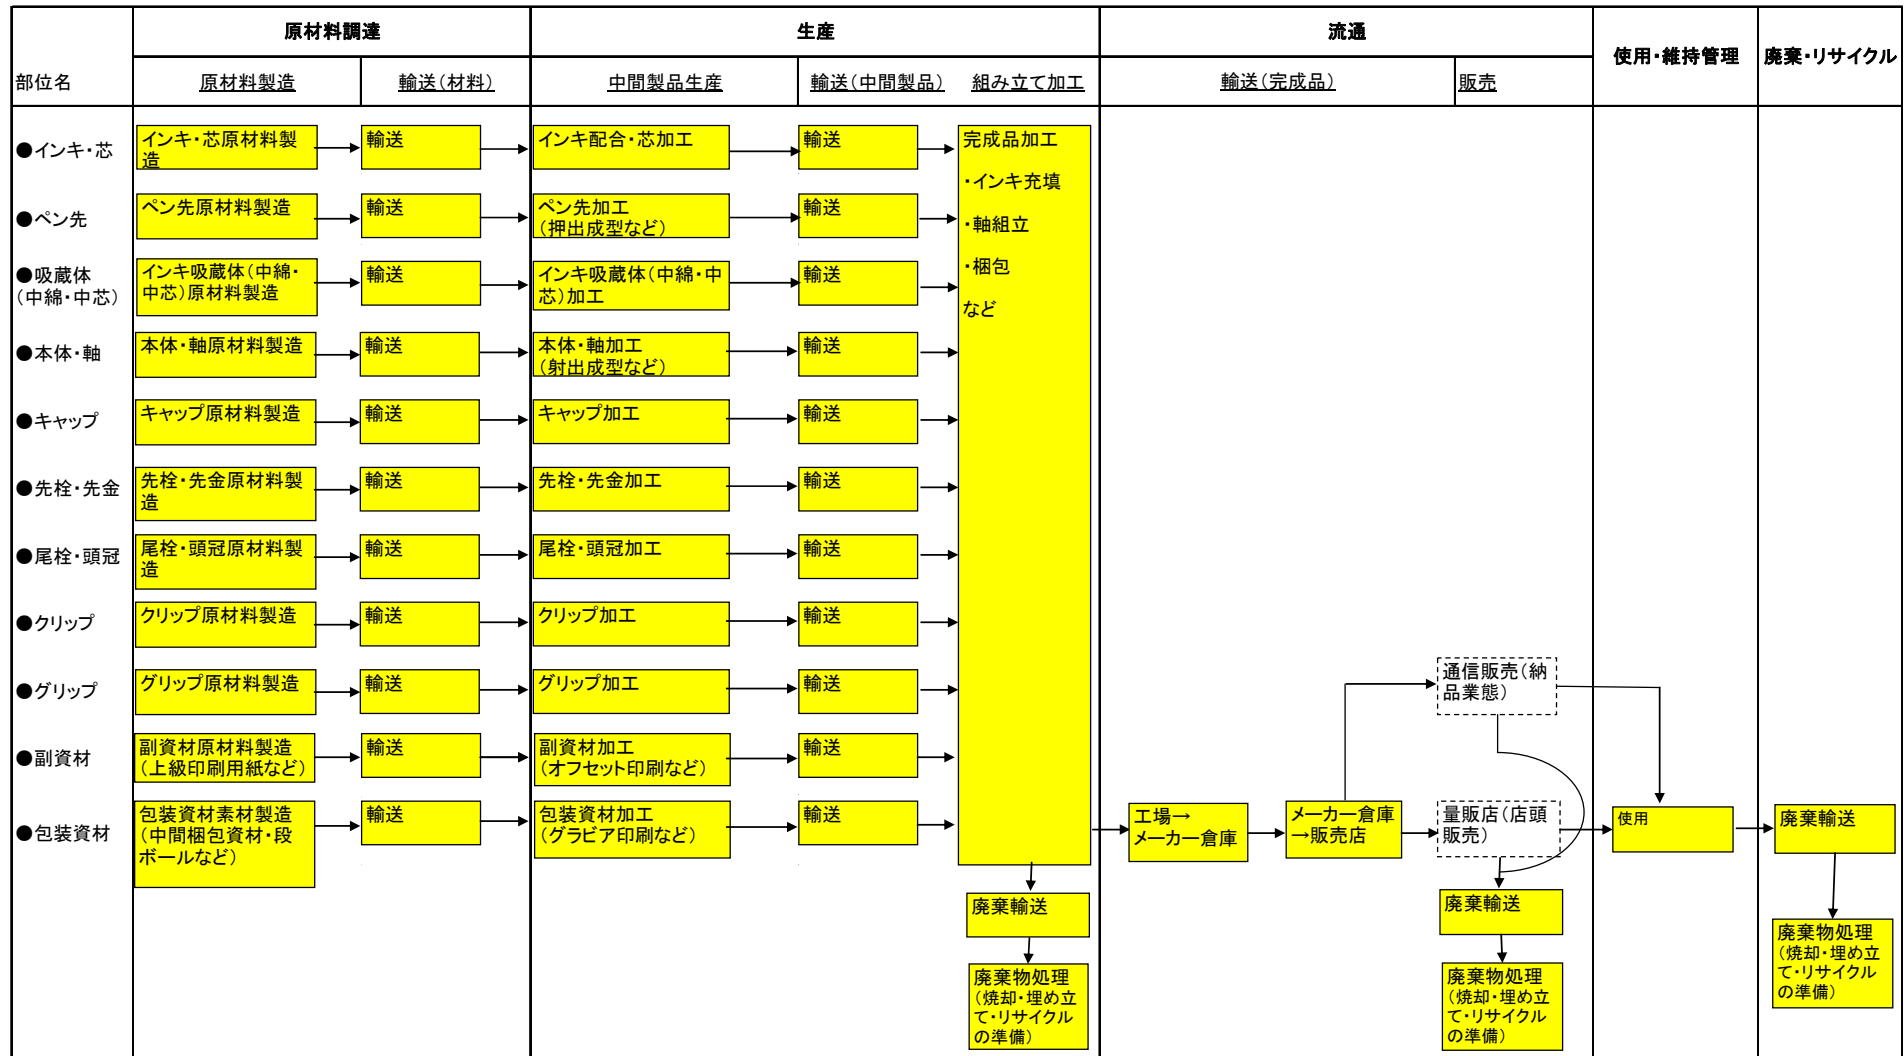 原材料調達
生産
流通
使用・維持管理
廃棄・リサイクル
部位名
原材料製造
輸送（材料）
中間製品生産
輸送（中間製品）
組み立て加工
輸送（完成品）
販売
●インキ・芯
インキ・芯原材料製
造
輸送
インキ配合・芯加工
輸送
完成品加工
・インキ充填
・軸組立
・梱包
など
●ペン先
ペン先原材料製造
輸送
ペン先加工
（押出成型など）
輸送
●吸蔵体
（中綿・中芯）
インキ吸蔵体（中綿・
中芯）原材料製造
輸送
インキ吸蔵体（中綿・中
芯）加工
輸送
●本体・軸
本体・軸原材料製造
輸送
本体・軸加工
（射出成型など）
輸送
●キャップ
キャップ原材料製造
輸送
キャップ加工
輸送
●先栓・先金
先栓・先金原材料製
造
輸送
先栓・先金加工
輸送
●尾栓・頭冠
尾栓・頭冠原材料製
造
輸送
尾栓・頭冠加工
輸送
●クリップ
クリップ原材料製造
輸送
クリップ加工
輸送
●グリップ
グリップ原材料製造
輸送
グリップ加工
輸送
通信販売（納
品業態）
●副資材
副資材原材料製造
（上級印刷用紙など）
輸送
副資材加工
（オフセット印刷など）
輸送
●包装資材
包装資材素材製造
（中間梱包資材・段
ボールなど）
輸送
包装資材加工
（グラビア印刷など）
輸送
工場→
メーカー倉庫
メーカー倉庫
→販売店
量販店（店頭
販売）
使用
廃棄輸送
廃棄輸送
廃棄物処理
（焼却・埋め立
て・リサイクル
の準備）
廃棄輸送
廃棄物処理
（焼却・埋め立
て・リサイクル
の準備）
廃棄物処理
（焼却・埋め立
て・リサイクル
の準備）